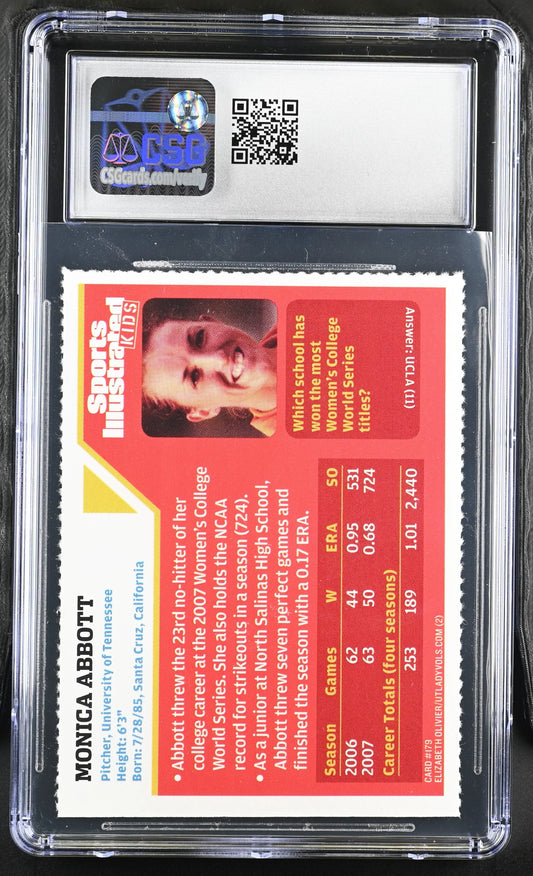 CSG
CSGcards.com/verify
MONICA ABBOTT
Pitcher, University of Tennessee
Height: 6'3"
Born: 7/28/85, Santa Cruz, California
Sports
Illustrated
KIDS
• Abbott threw the 23rd no-hitter of her
college career at the 2007 Women's College
World Series. She also holds the NCAA
record for strikeouts in a season (724).
• As a junior at North Salinas High School,
Abbott threw seven perfect games and
finished the season with a 0.17 ERA.
Which school has
won the most
Women's College
World Series
titles?
Answer: UCLA (11)
Season Games W ERA SO
2006 62 44 0.95 531
2007 63 50 0.68 724
Career Totals (four seasons)
253 189 1.01 2,440
CARD #179
ELIZABETH OLIVIER/UTLADYVOLS.COM (2)